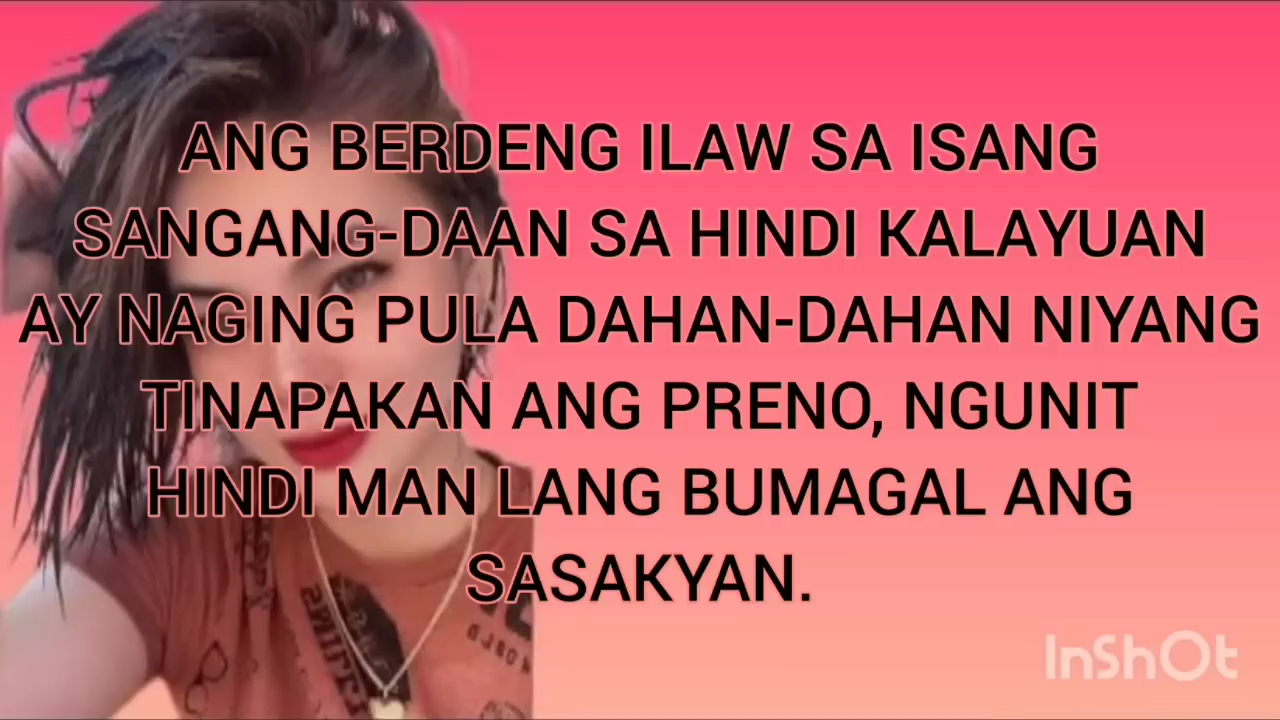 ANG BERDENG ILAW SA ISANG
SANGANG-DAAN SA HINDI KALAYUAN
AY NAGING PULA DAHAN-DAHAN NIYANG
TINAPAKAN ANG PRENO, NGUNIT
HINDI MAN LANG BUMAGAL ANG
SASAKYAN.
InShOt